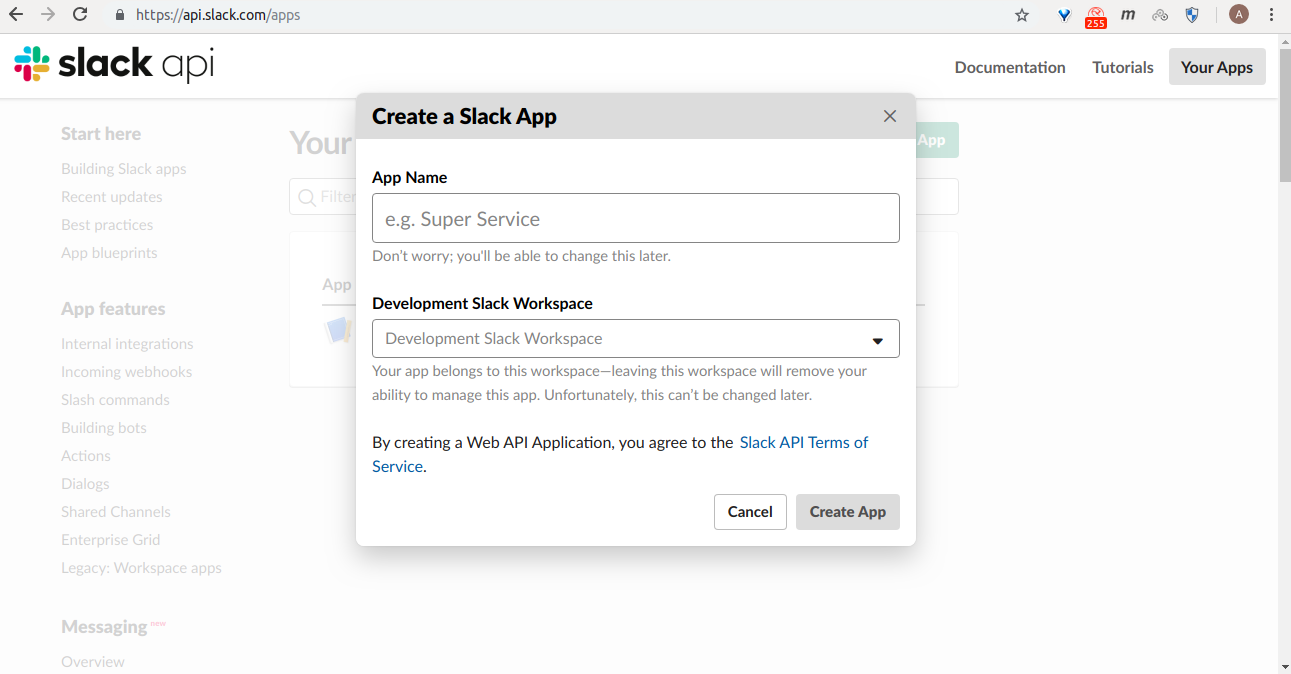 https://api.slack.com/apps
255
m
A
slack api
Documentation
Tutorials
Your Apps
Start here
Building Slack apps
Recent updates
Best practices
App blueprints
App features
Internal integrations
Incoming webhooks
Slash commands
Building bots
Actions
Dialogs
Shared Channels
Enterprise Grid
Legacy: Workspace apps
Messaging new
Overview
Your
App
Filter
App
Create a Slack App
App Name
e.g. Super Service
Don't worry; you'll be able to change this later.
Development Slack Workspace
Development Slack Workspace
Your app belongs to this workspace—leaving this workspace will remove your
ability to manage this app. Unfortunately, this can't be changed later.
By creating a Web API Application, you agree to the Slack API Terms of
Service.
Cancel
Create App